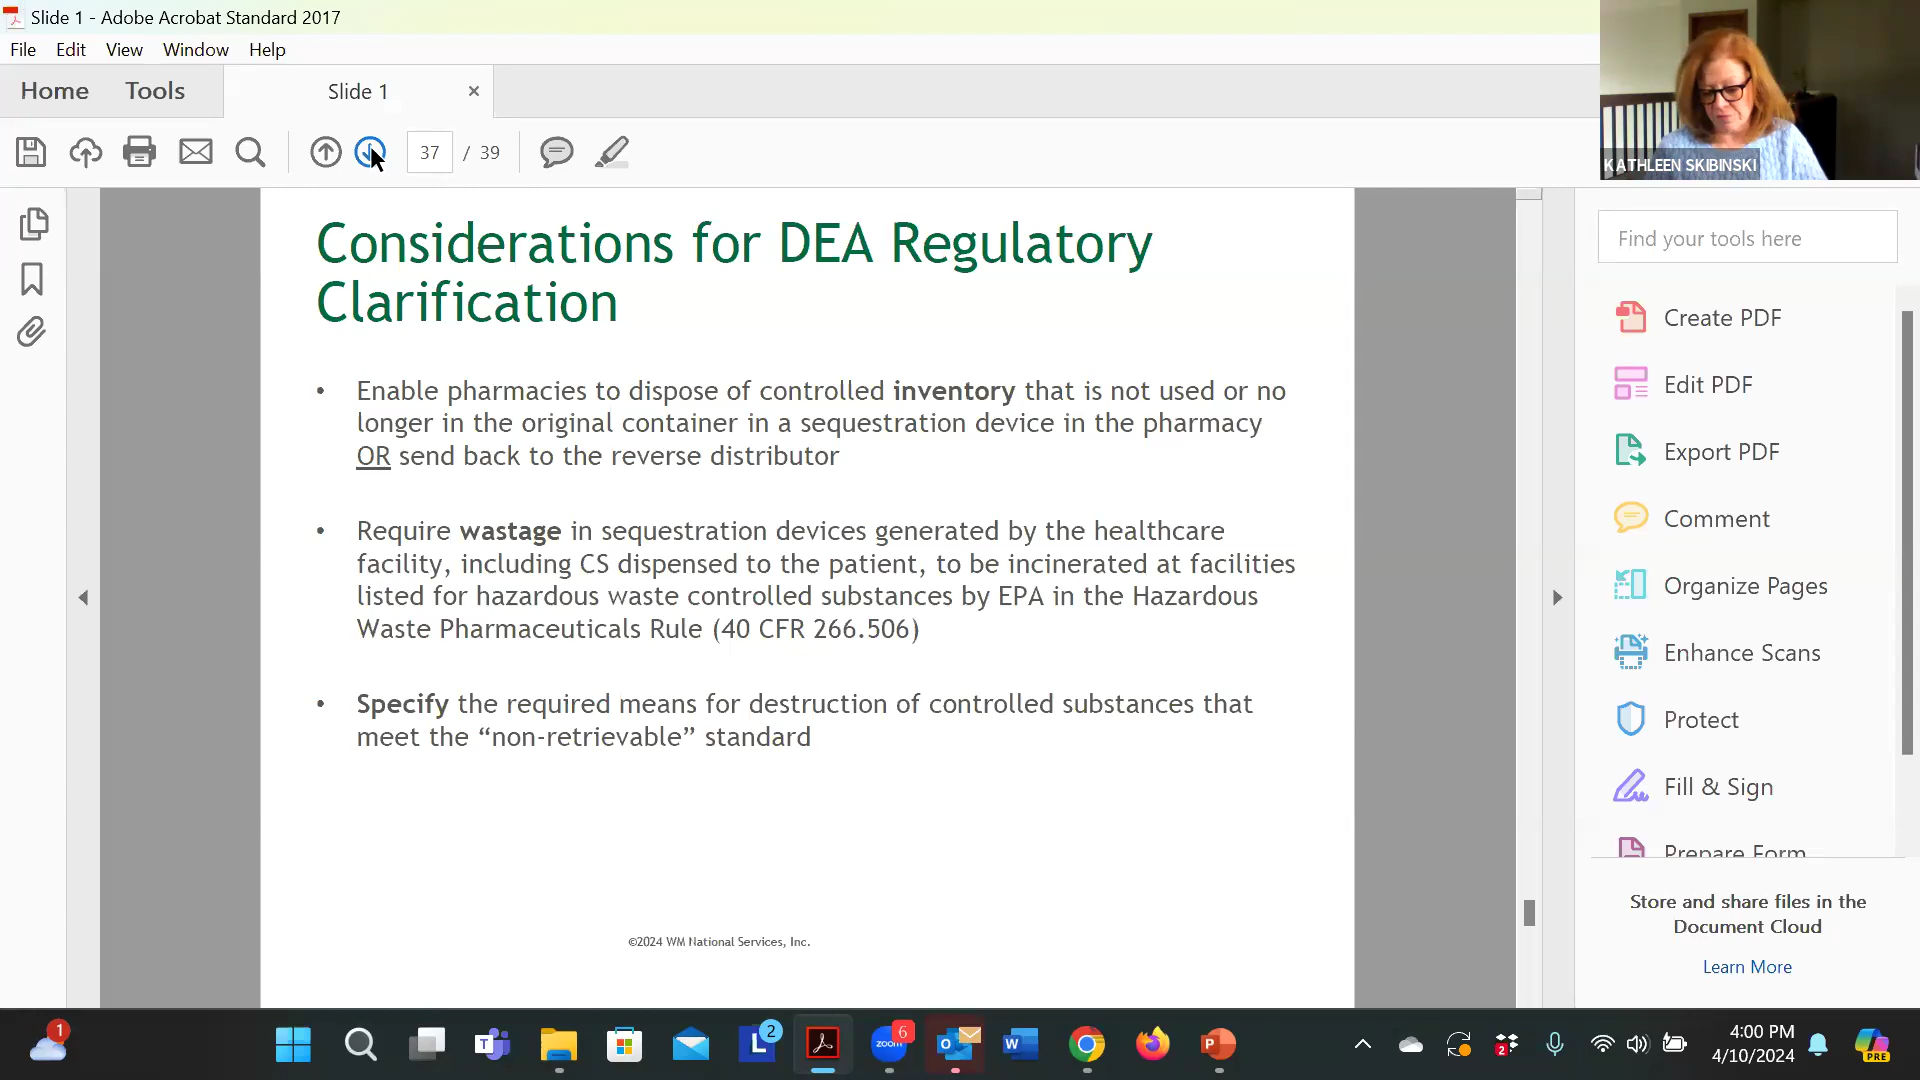 Slide 1 - Adobe Acrobat Standard 2017
File Edit View Window Help
Home Tools Slide 1 ×
37 / 39
KATHLEEN SKIBINSKI
Considerations for DEA Regulatory
Clarification
• Enable pharmacies to dispose of controlled inventory that is not used or no
longer in the original container in a sequestration device in the pharmacy
OR send back to the reverse distributor
• Require wastage in sequestration devices generated by the healthcare
facility, including CS dispensed to the patient, to be incinerated at facilities
listed for hazardous waste controlled substances by EPA in the Hazardous
Waste Pharmaceuticals Rule (40 CFR 266.506)
• Specify the required means for destruction of controlled substances that
meet the “non-retrievable” standard
©2024 WM National Services, Inc.
Find your tools here
Create PDF
Edit PDF
Export PDF
Comment
Organize Pages
Enhance Scans
Protect
Fill & Sign
Prepare Form
Store and share files in the
Document Cloud
Learn More
1
L 2
zoom 6
W
P
2
4:00 PM
4/10/2024
PRE